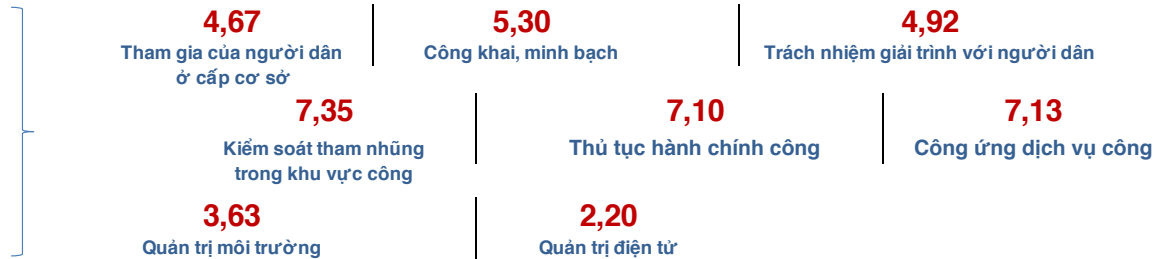 4,67
Tham gia của người dân
ở cấp cơ sở
5,30
Công khai, minh bạch
4,92
Trách nhiệm giải trình với người dân
7,35
Kiểm soát tham nhũng
trong khu vực công
7,10
Thủ tục hành chính công
7,13
Công ứng dịch vụ công
3,63
Quản trị môi trường
2,20
Quản trị điện tử